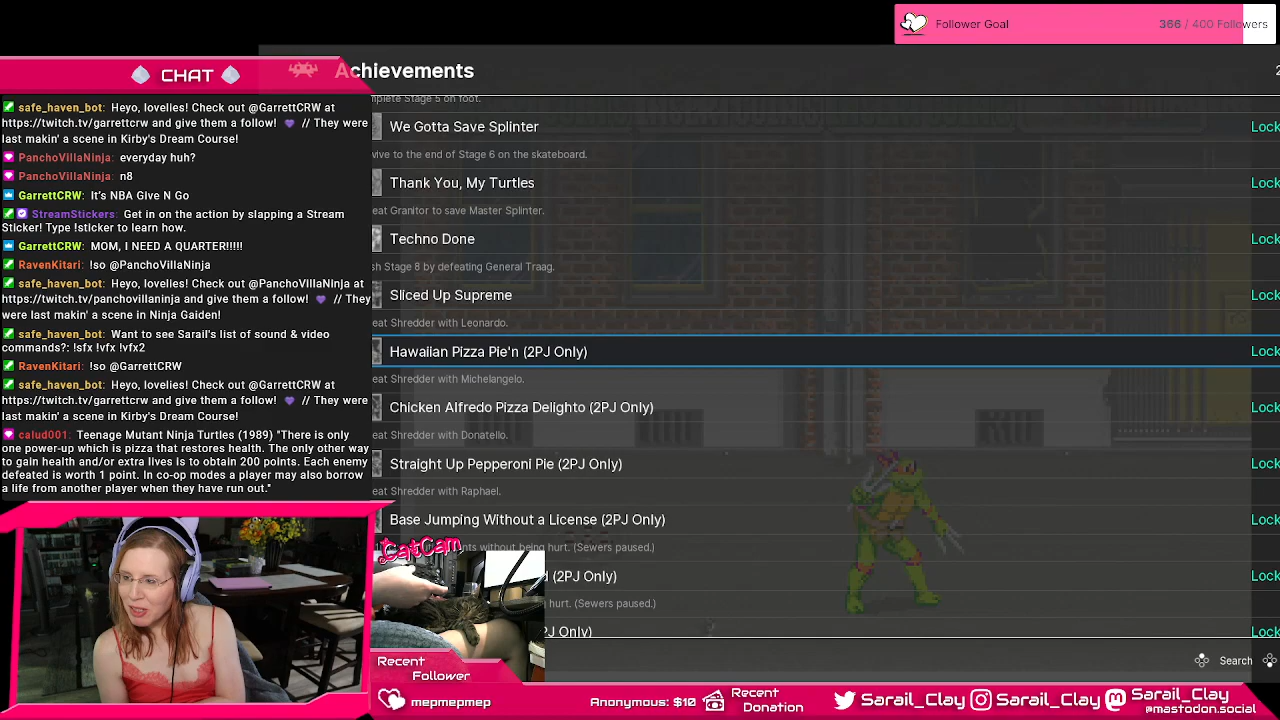 Follower Goal
366 / 400 Followers
CHAT
Achievements
safe_haven_bot: Heyo, lovelies! Check out @GarrettCRW at
https://twitch.tv/garrettcrw and give them a follow! 💜 // They were
last makin' a scene in Kirby's Dream Course!
PanchoVillaNinja: everyday huh?
PanchoVillaNinja: n8
GarrettCRW: It's NBA Give N Go
StreamStickers: Get in on the action by slapping a Stream
Sticker! Type !sticker to learn how.
GarrettCRW: MOM, I NEED A QUARTER!!!!!
RavenKitari: !so @PanchoVillaNinja
safe_haven_bot: Heyo, lovelies! Check out @PanchoVillaNinja at
https://twitch.tv/panchovillaninja and give them a follow! 💜 // They
were last makin' a scene in Ninja Gaiden!
safe_haven_bot: Want to see Sarail's list of sound & video
commands?: !sfx !vfx !vfx2
RavenKitari: !so @GarrettCRW
safe_haven_bot: Heyo, lovelies! Check out @GarrettCRW at
https://twitch.tv/garrettcrw and give them a follow! 💜 // They were
last makin' a scene in Kirby's Dream Course!
calud001: Teenage Mutant Ninja Turtles (1989) "There is only
one power-up which is pizza that restores health. The only other way
to gain health and/or extra lives is to obtain 200 points. Each enemy
defeated is worth 1 point. In co-op modes a player may also borrow
a life from another player when they have run out."
mplete Stage 5 on foot.
We Gotta Save Splinter Lock
vive to the end of Stage 6 on the skateboard.
Thank You, My Turtles Lock
eat Granitor to save Master Splinter.
Techno Done Lock
sh Stage 8 by defeating General Traag.
Sliced Up Supreme Lock
eat Shredder with Leonardo.
Hawaiian Pizza Pie'n (2PJ Only) Lock
eat Shredder with Michelangelo.
Chicken Alfredo Pizza Delighto (2PJ Only) Lock
eat Shredder with Donatello.
Straight Up Pepperoni Pie (2PJ Only) Lock
eat Shredder with Raphael.
Base Jumping Without a License (2PJ Only) Lock
nts without being hurt. (Sewers paused.)
(2PJ Only) Lock
hurt. (Sewers paused.)
PJ Only) Lock
CatCam
Search
Recent
Follower
mepmepmep
Anonymous: $10
Recent
Donation
Sarail_Clay
Sarail_Clay
Sarail_Clay
@mastodon.social